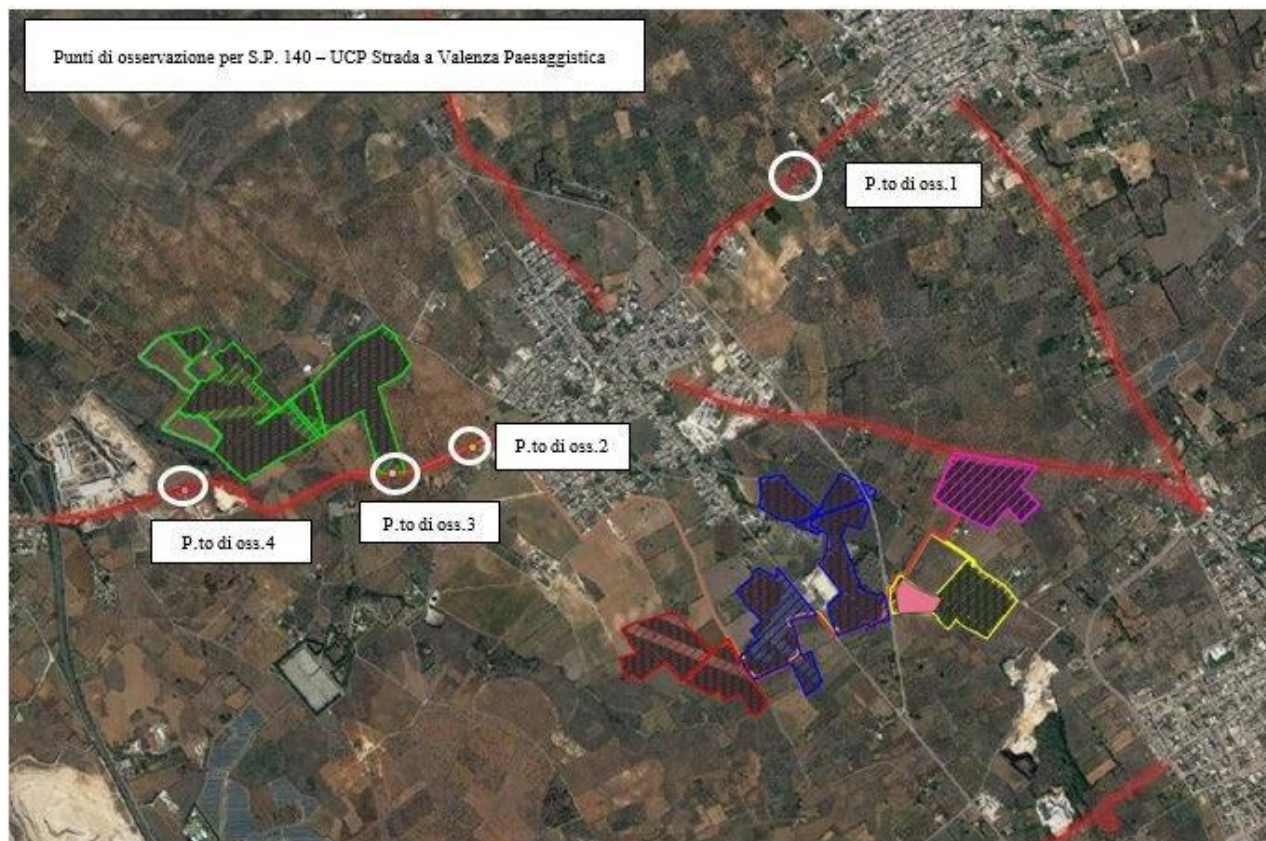 Punti di osservazione per S.P. 140 – UCP Strada a Valenza Paesaggistica
P.to di oss.1
P.to di oss.2
P.to di oss.3
P.to di oss.4